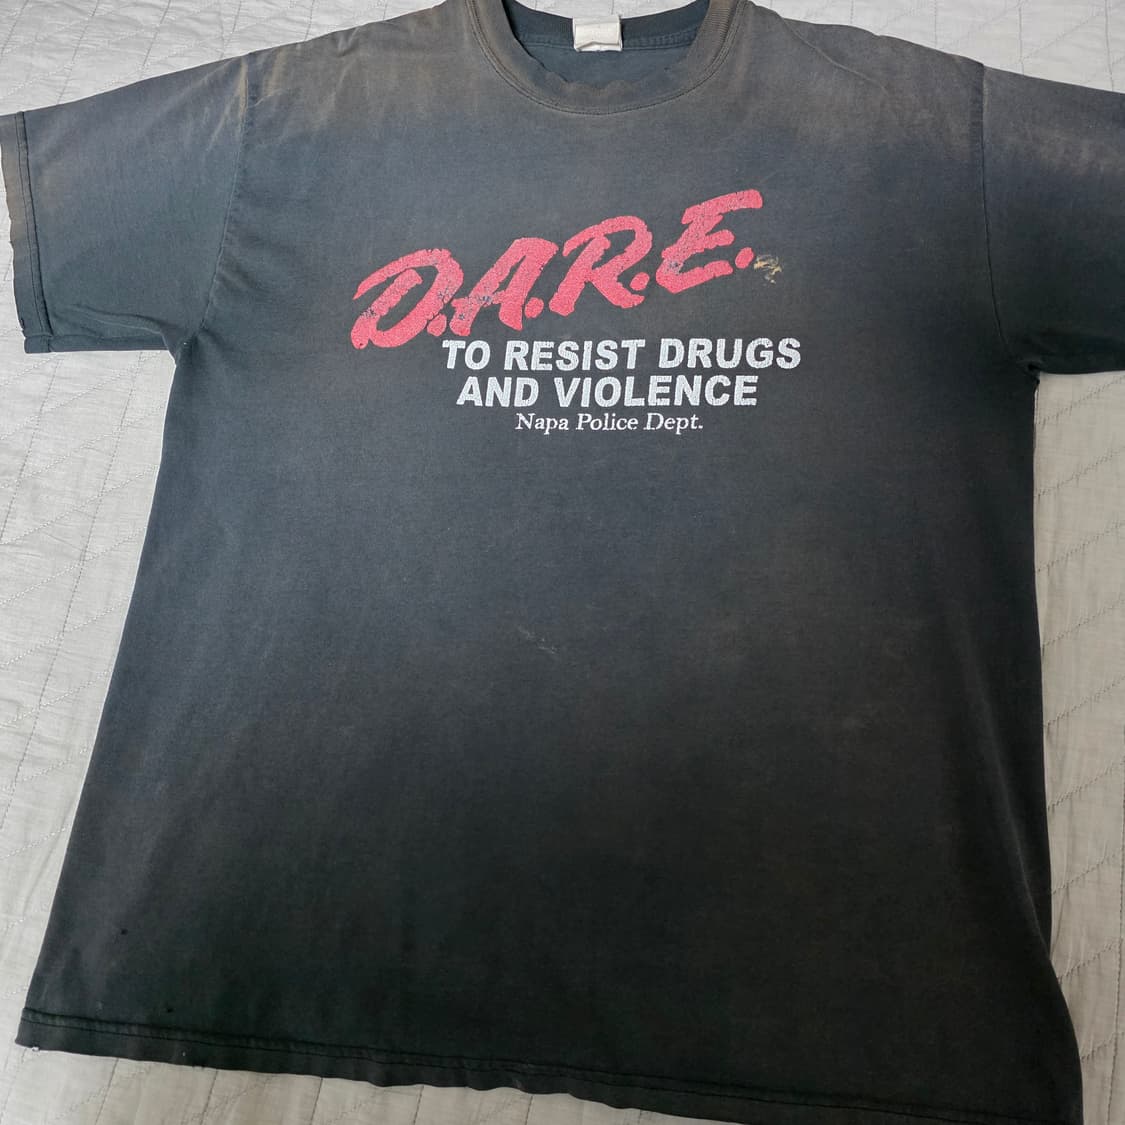 D.A.R.E.
TO RESIST DRUGS
AND VIOLENCE
Napa Police Dept.